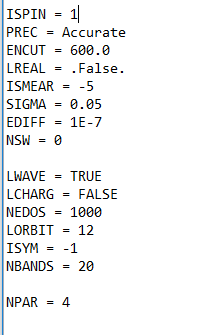 ISPIN = 1
PREC = Accurate
ENCUT = 600.0
LREAL = .False.
ISMEAR = -5
SIGMA = 0.05
EDIFF = 1E-7
NSW = 0
LWAVE = TRUE
LCHARG = FALSE
NEDOS = 1000
LORBIT = 12
ISYM = -1
NBANDS = 20
NPAR = 4